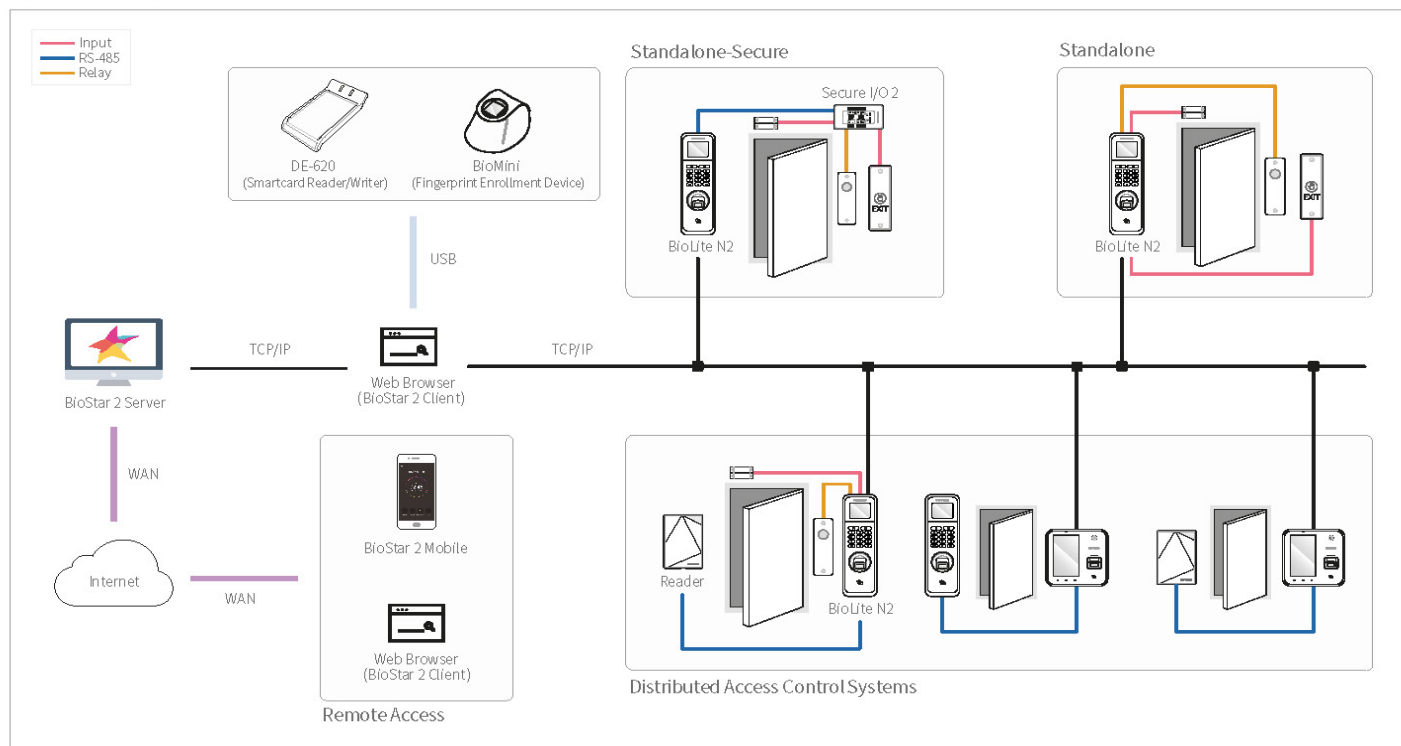 Input
RS-485
Relay
DE-620
(Smartcard Reader/Writer)
BioMini
(Fingerprint Enrollment Device)
USB
Standalone-Secure
Secure I/O 2
EXIT
BioLite N2
Standalone
EXIT
BioLite N2
TCP/IP
TCP/IP
BioStar 2 Server
Web Browser
(BioStar 2 Client)
WAN
Internet
WAN
BioStar 2 Mobile
Web Browser
(BioStar 2 Client)
Remote Access
Reader
BioLite N2
Distributed Access Control Systems